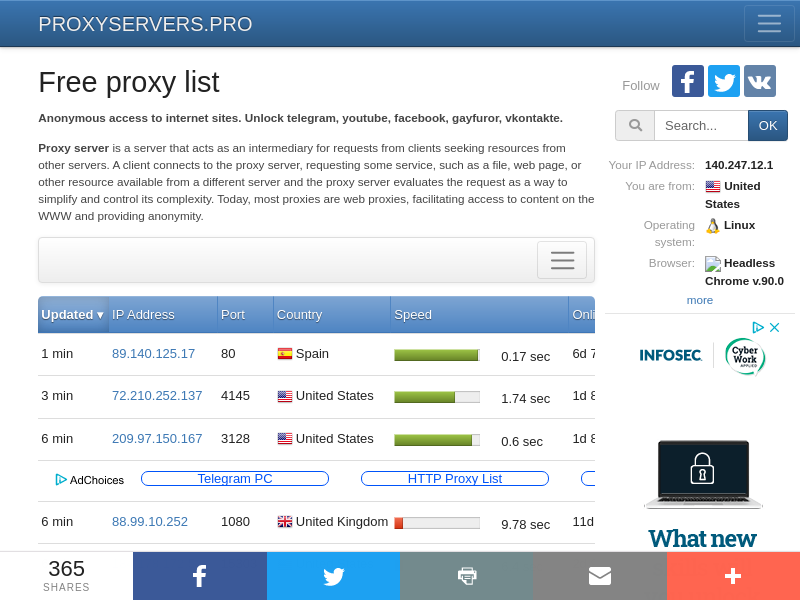 PROXYSERVERS.PRO
Free proxy list
Anonymous access to internet sites. Unlock telegram, youtube, facebook, gayfuror, vkontakte.
Proxy server is a server that acts as an intermediary for requests from clients seeking resources from
other servers. A client connects to the proxy server, requesting some service, such as a file, web page, or
other resource available from a different server and the proxy server evaluates the request as a way to
simplify and control its complexity. Today, most proxies are web proxies, facilitating access to content on the
WWW and providing anonymity.
Updated ▾ IP Address Port Country Speed Onli
1 min 89.140.125.17 80 Spain 0.17 sec 6d 7
3 min 72.210.252.137 4145 United States 1.74 sec 1d 8
6 min 209.97.150.167 3128 United States 0.6 sec 1d 8
AdChoices Telegram PC HTTP Proxy List
6 min 88.99.10.252 1080 United Kingdom 9.78 sec 11d
Follow
Search... OK
Your IP Address: 140.247.12.1
You are from: United
States
Operating Linux
system:
Browser: Headless
Chrome v.90.0
more
INFOSEC
Cyber
Work
APPLIED
What new
365
SHARES